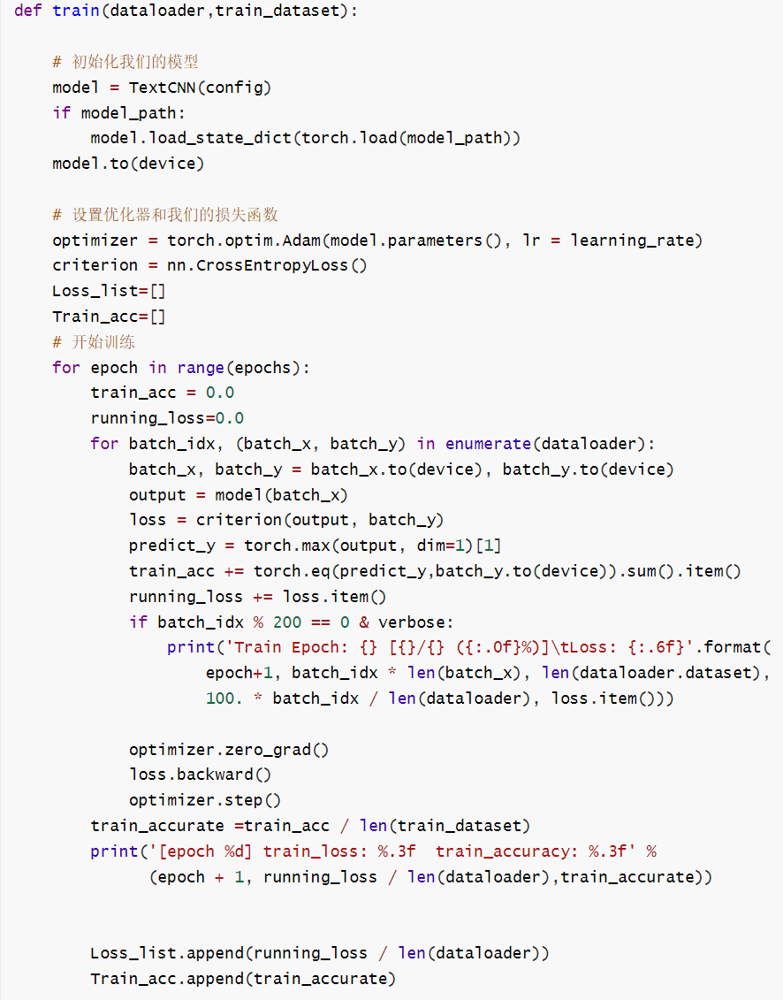 def train(dataloader,train_dataset):
    # 初始化我们的模型
    model = TextCNN(config)
    if model_path:
        model.load_state_dict(torch.load(model_path))
    model.to(device)
    # 设置优化器和我们的损失函数
    optimizer = torch.optim.Adam(model.parameters(), lr = learning_rate)
    criterion = nn.CrossEntropyLoss()
    Loss_list=[]
    Train_acc=[]
    # 开始训练
    for epoch in range(epochs):
        train_acc = 0.0
        running_loss=0.0
        for batch_idx, (batch_x, batch_y) in enumerate(dataloader):
            batch_x, batch_y = batch_x.to(device), batch_y.to(device)
            output = model(batch_x)
            loss = criterion(output, batch_y)
            predict_y = torch.max(output, dim=1)[1]
            train_acc += torch.eq(predict_y,batch_y.to(device)).sum().item()
            running_loss += loss.item()
            if batch_idx % 200 == 0 & verbose:
                print('Train Epoch: {} [{}/{} ({:.0f}%)]\tLoss: {:.6f}'.format(
                    epoch+1, batch_idx * len(batch_x), len(dataloader.dataset),
                    100. * batch_idx / len(dataloader), loss.item()))
            optimizer.zero_grad()
            loss.backward()
            optimizer.step()
        train_accurate =train_acc / len(train_dataset)
        print('[epoch %d] train_loss: %.3f  train_accuracy: %.3f' %
              (epoch + 1, running_loss / len(dataloader),train_accurate))
        Loss_list.append(running_loss / len(dataloader))
        Train_acc.append(train_accurate)